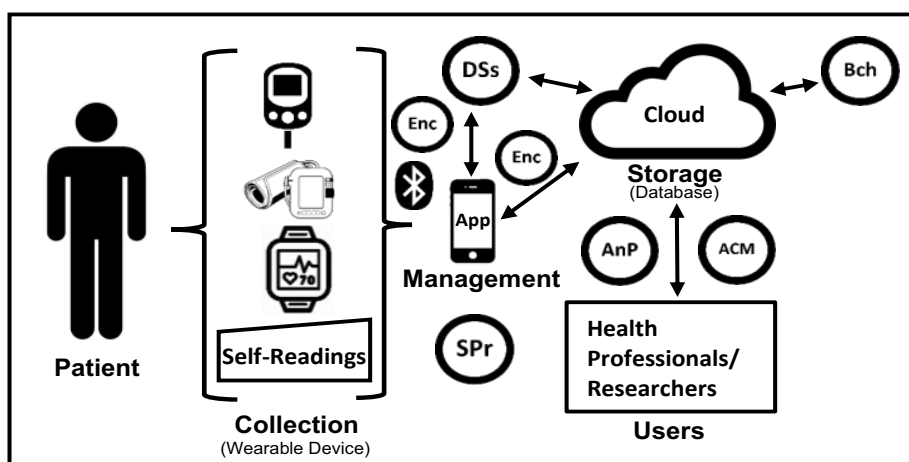 Patient
70
Self-Readings
Collection
(Wearable Device)
Enc
App
Management
DSs
Enc
SPr
Cloud
Storage
(Database)
Bch
AnP
ACM
Health
Professionals/
Researchers
Users